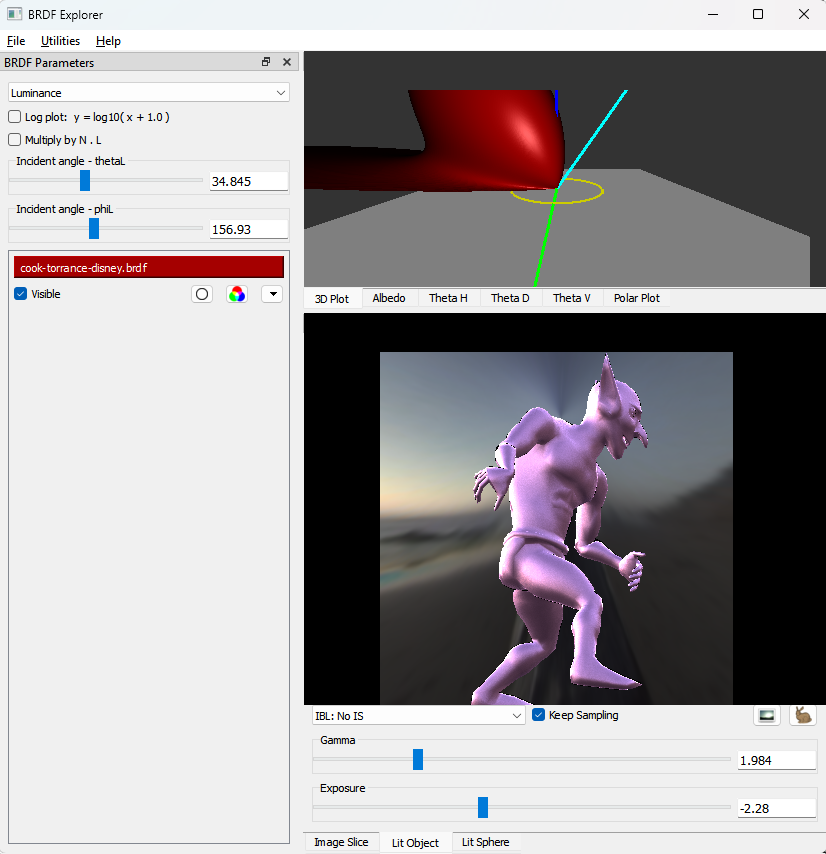 BRDF Explorer
File Utilities Help
BRDF Parameters
Luminance
Log plot: y = log10( x + 1.0 )
Multiply by N . L
Incident angle - thetaL
34.845
Incident angle - phiL
156.93
cook-torrance-disney.brdf
Visible
3D Plot Albedo Theta H Theta D Theta V Polar Plot
IBL: No IS
Keep Sampling
Gamma
1.984
Exposure
-2.28
Image Slice Lit Object Lit Sphere